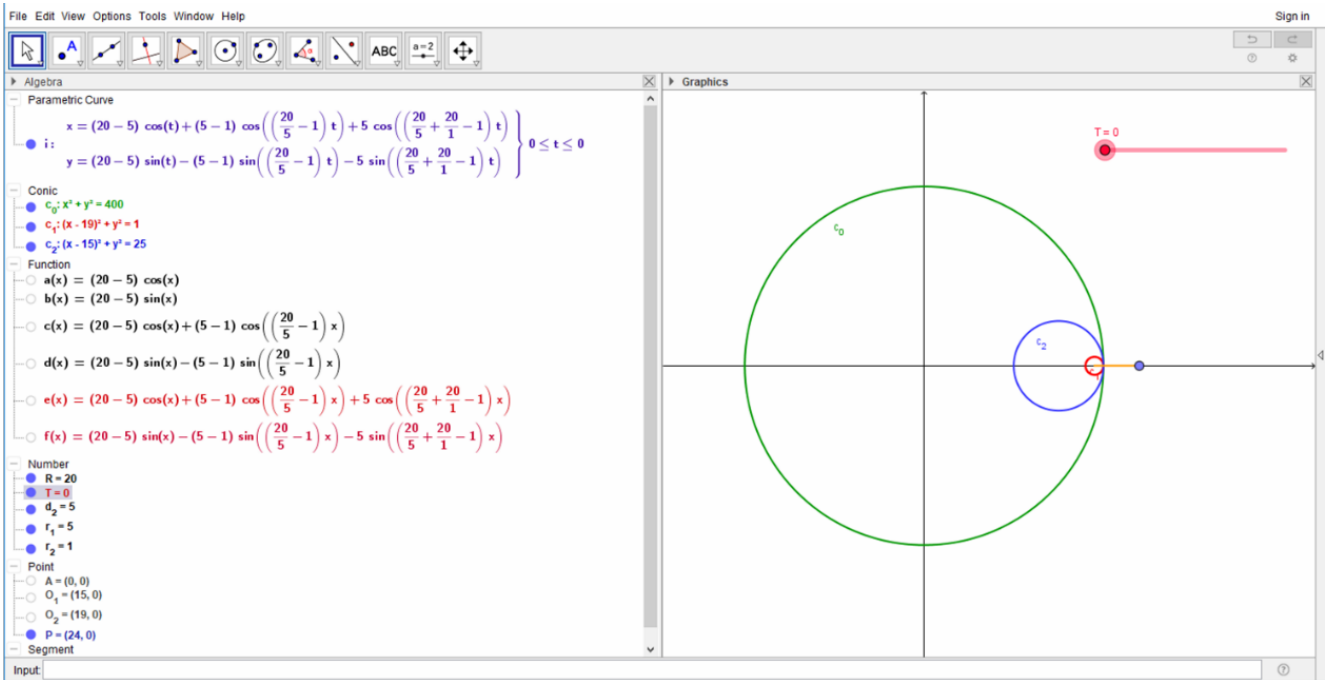 File Edit View Options Tools Window Help
Sign in
A
ABC
a=2
Algebra
Graphics
Parametric Curve
i: x = (20 − 5) cos(t) + (5 − 1) cos((20/5 − 1) t) + 5 cos((20/5 + 20/1 − 1) t)
y = (20 − 5) sin(t) − (5 − 1) sin((20/5 − 1) t) − 5 sin((20/5 + 20/1 − 1) t) } 0 ≤ t ≤ 0
Conic
c₀: x² + y² = 400
c₁: (x - 19)² + y² = 1
c₂: (x - 15)² + y² = 25
Function
a(x) = (20 − 5) cos(x)
b(x) = (20 − 5) sin(x)
c(x) = (20 − 5) cos(x) + (5 − 1) cos((20/5 − 1) x)
d(x) = (20 − 5) sin(x) − (5 − 1) sin((20/5 − 1) x)
e(x) = (20 − 5) cos(x) + (5 − 1) cos((20/5 − 1) x) + 5 cos((20/5 + 20/1 − 1) x)
f(x) = (20 − 5) sin(x) − (5 − 1) sin((20/5 − 1) x) − 5 sin((20/5 + 20/1 − 1) x)
Number
R = 20
T = 0
d₂ = 5
r₁ = 5
r₂ = 1
Point
A = (0, 0)
O₁ = (15, 0)
O₂ = (19, 0)
P = (24, 0)
Segment
Input:
T = 0
c₀
c₂